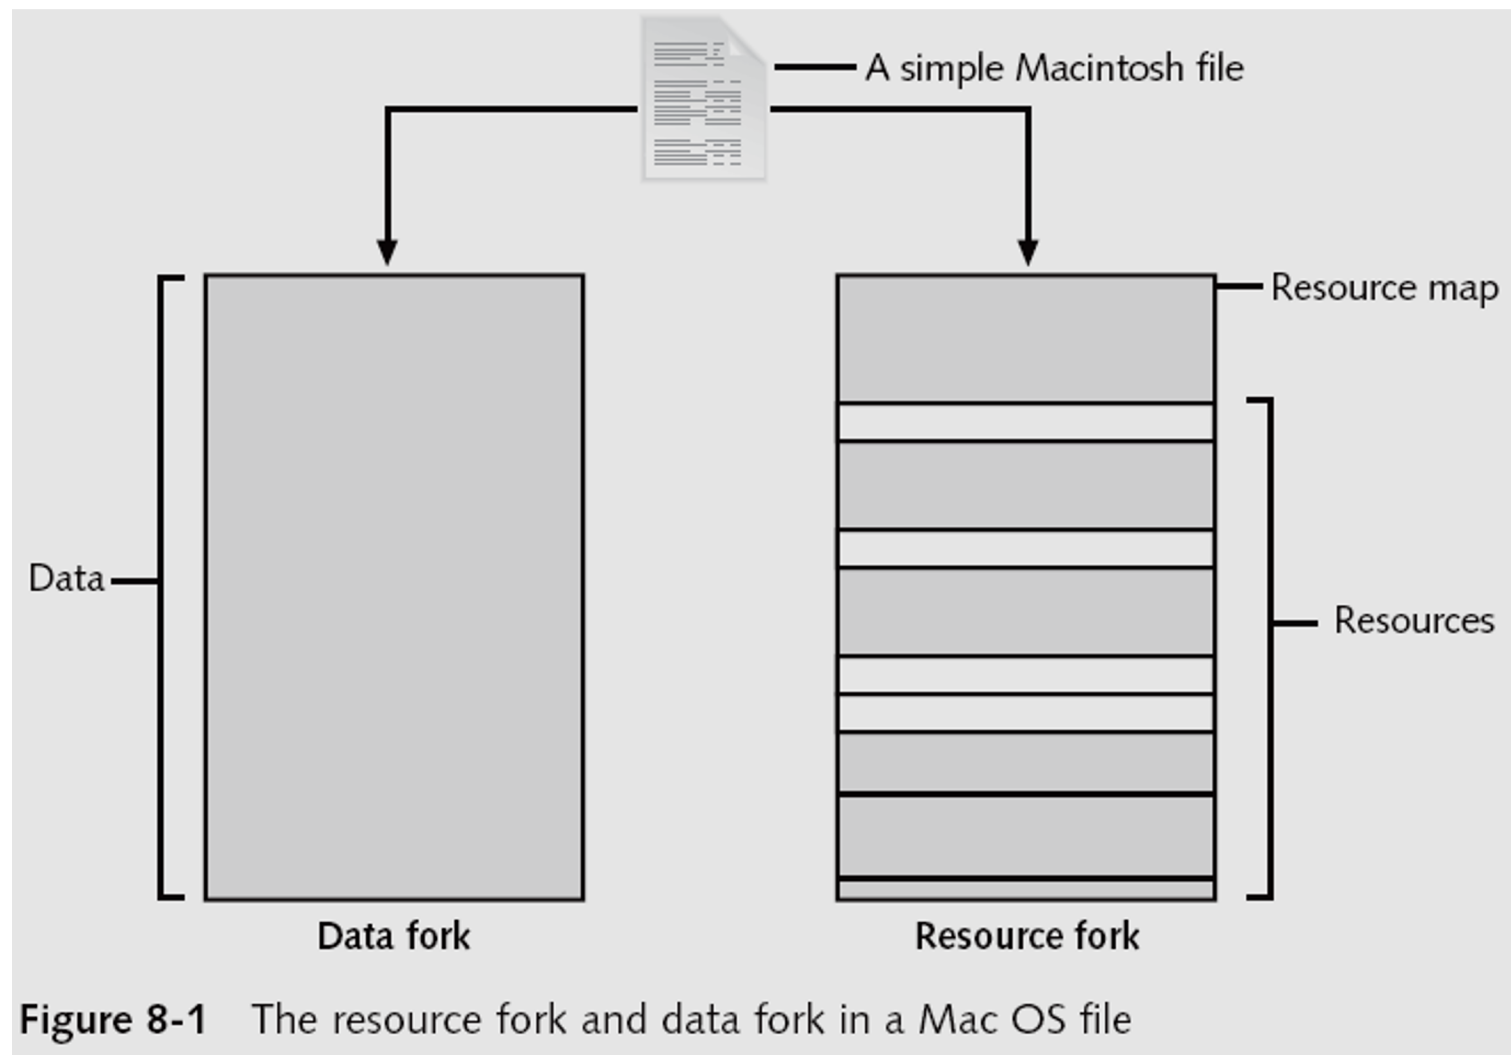 A simple Macintosh file
Resource map
Data
Resources
Data fork
Resource fork
Figure 8-1 The resource fork and data fork in a Mac OS file